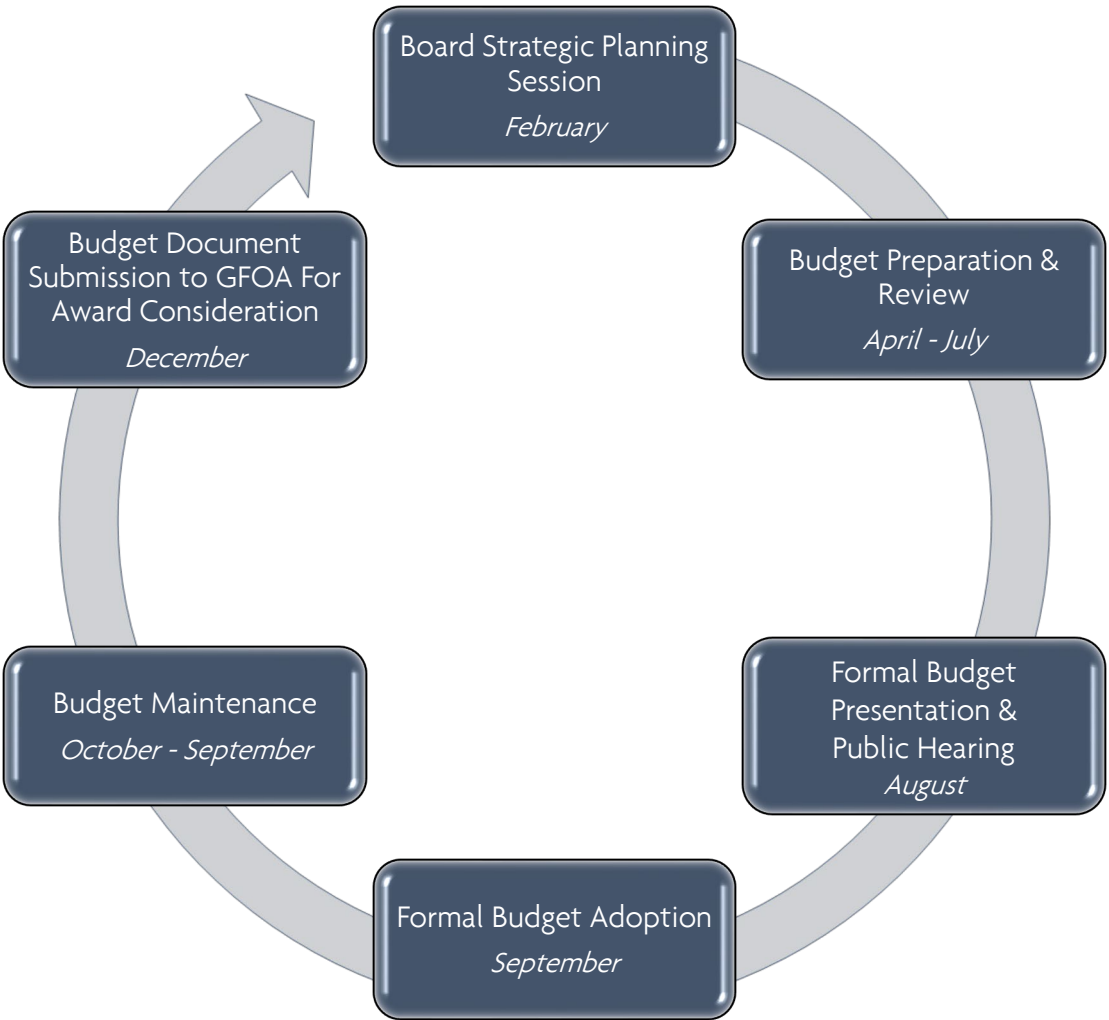 Board Strategic Planning
Session
February
Budget Preparation &
Review
April - July
Formal Budget
Presentation &
Public Hearing
August
Formal Budget Adoption
September
Budget Maintenance
October - September
Budget Document
Submission to GFOA For
Award Consideration
December